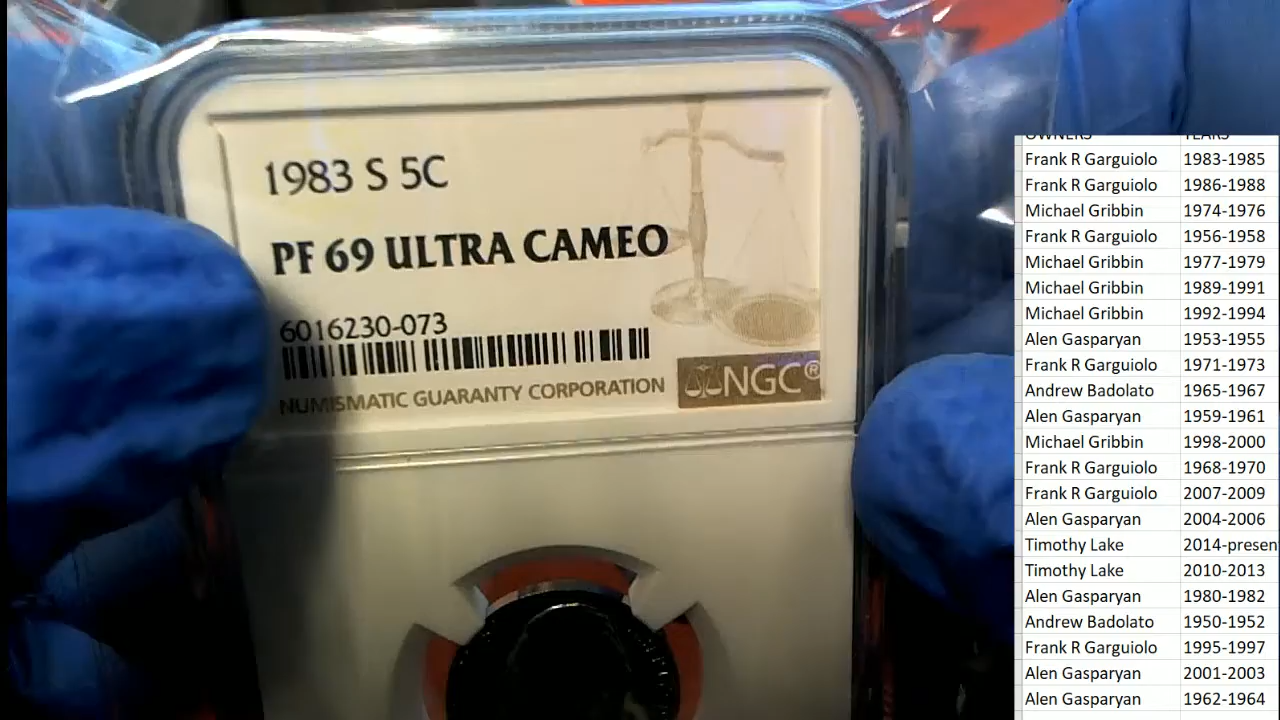 1983 S 5C
PF 69 ULTRA CAMEO
6016230-073
NUMISMATIC GUARANTY CORPORATION
NGC®
OWNERS YEARS
Frank R Garguiolo 1983-1985
Frank R Garguiolo 1986-1988
Michael Gribbin 1974-1976
Frank R Garguiolo 1956-1958
Michael Gribbin 1977-1979
Michael Gribbin 1989-1991
Michael Gribbin 1992-1994
Alen Gasparyan 1953-1955
Frank R Garguiolo 1971-1973
Andrew Badolato 1965-1967
Alen Gasparyan 1959-1961
Michael Gribbin 1998-2000
Frank R Garguiolo 1968-1970
Frank R Garguiolo 2007-2009
Alen Gasparyan 2004-2006
Timothy Lake 2014-presen
Timothy Lake 2010-2013
Alen Gasparyan 1980-1982
Andrew Badolato 1950-1952
Frank R Garguiolo 1995-1997
Alen Gasparyan 2001-2003
Alen Gasparyan 1962-1964